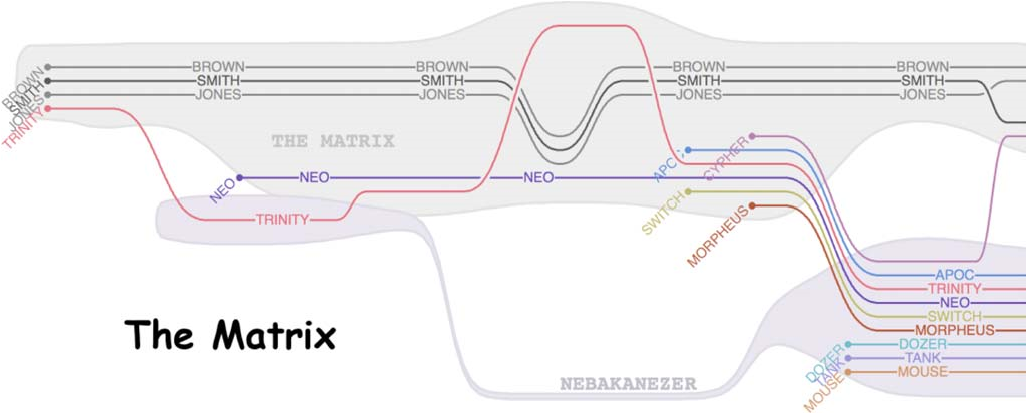 BROWN BROWN BROWN BROWN
SMITH SMITH SMITH SMITH
JONES JONES JONES JONES
BROWN
SMITH
JONES
TRINITY
THE MATRIX
CYPHER
APOC
NEO NEO NEO
SWITCH
TRINITY
MORPHEUS
APOC
TRINITY
NEO
SWITCH
The Matrix
MORPHEUS
DOZER DOZER
TANK TANK
MOUSE MOUSE
NEBAKANEZER